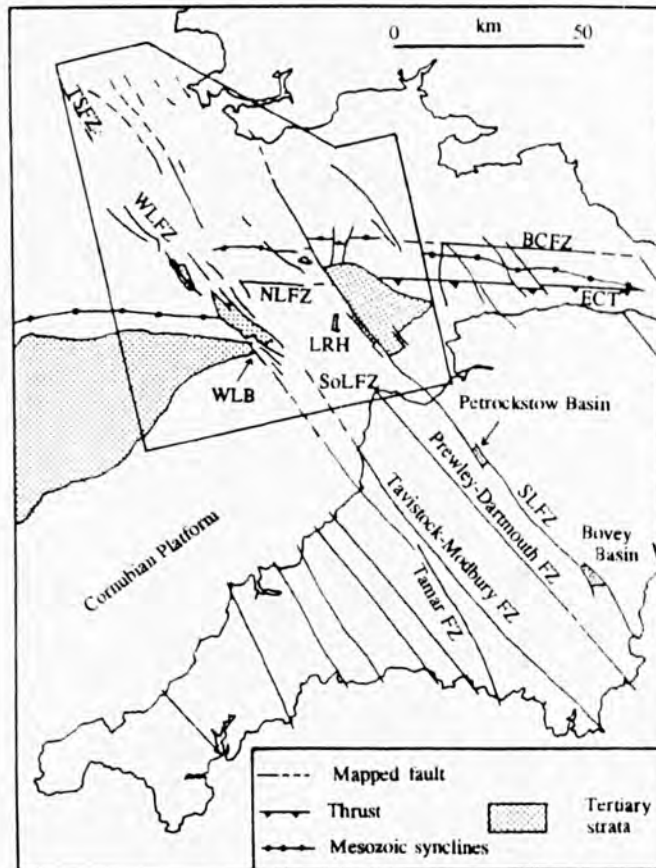 km
0 50
TSFZ
WLFZ
BCFZ
NLFZ
ECT
LRH
WLB
SoLFZ
Petrockstow Basin
SLFZ
Prewley-Dartmouth FZ
Bovey
Basin
Tavistock-Modbury FZ
Tamar FZ
Cornubian Platform
Mapped fault
Thrust
Mesozoic synclines
Tertiary
strata